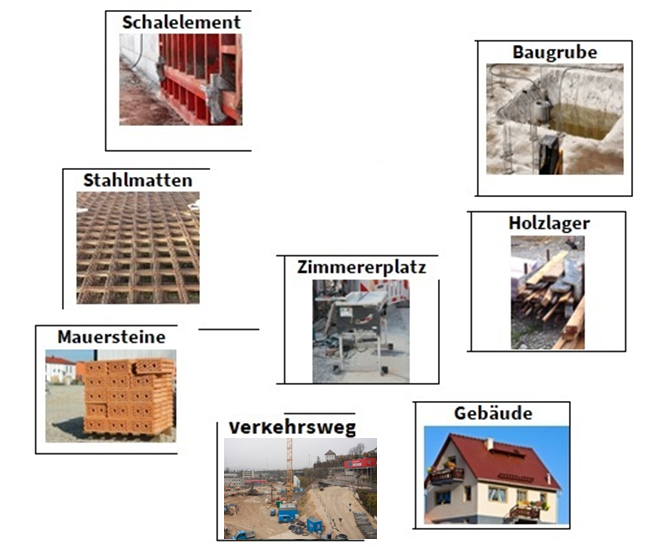 Schalelement
Baugrube
Stahlmatten
Holzlager
Zimmererplatz
Mauersteine
Gebäude
Verkehrsweg